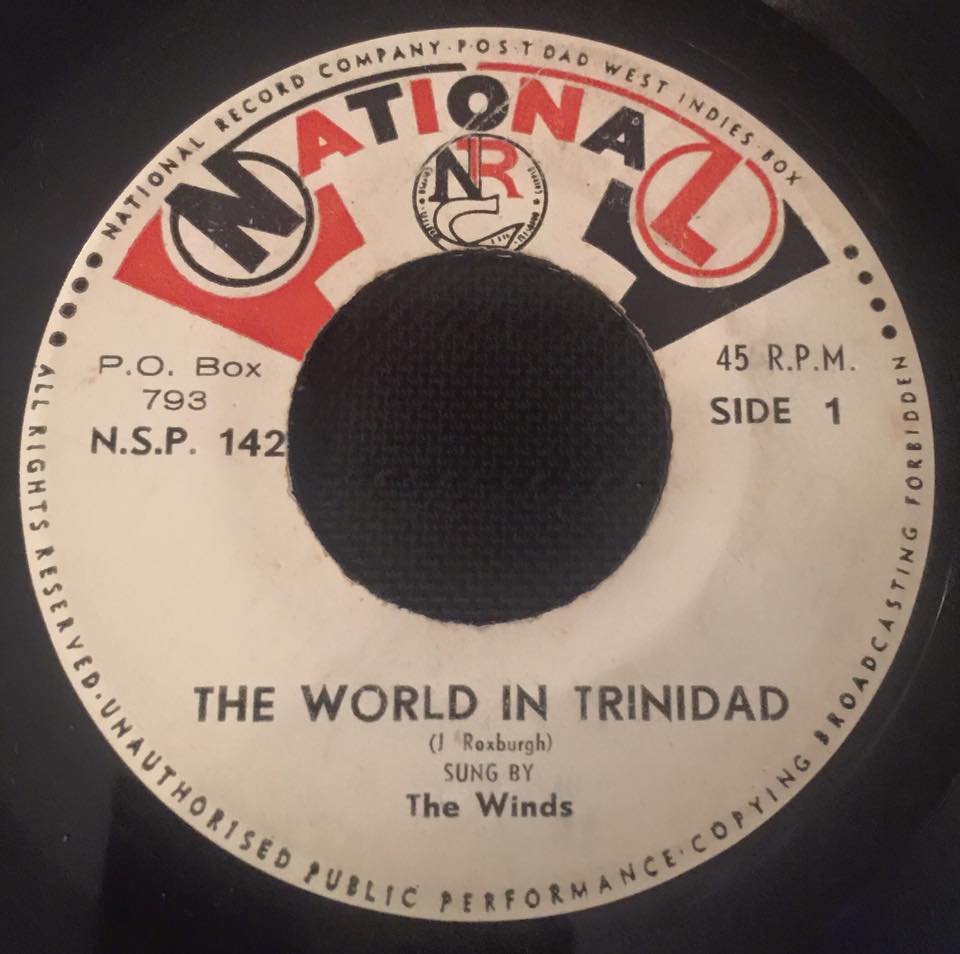 NATIONAL RECORD COMPANY · POS · T DAD WEST INDIES · BOX
NATIONAL
NR
P.O. Box
793
N.S.P. 142
45 R.P.M.
SIDE 1
THE WORLD IN TRINIDAD
(J Roxburgh)
SUNG BY
The Winds
ALL RIGHTS RESERVED · UNAUTHORISED PUBLIC PERFORMANCE · COPYING BROADCASTING FORBIDDEN